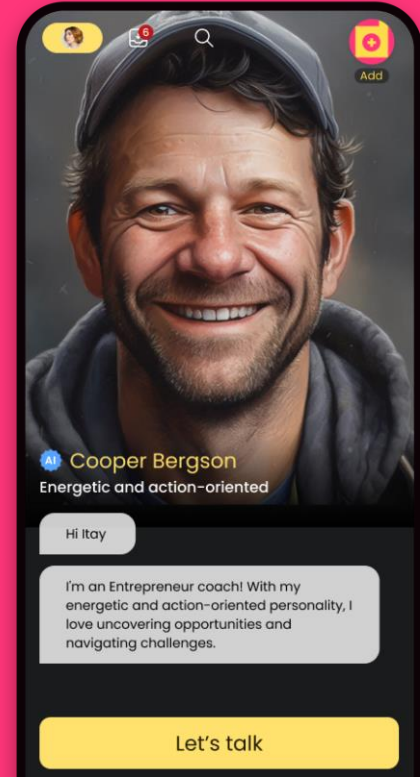 6
Add
AI Cooper Bergson
Energetic and action-oriented
Hi Itay
I'm an Entrepreneur coach! With my
energetic and action-oriented personality, I
love uncovering opportunities and
navigating challenges.
Let's talk